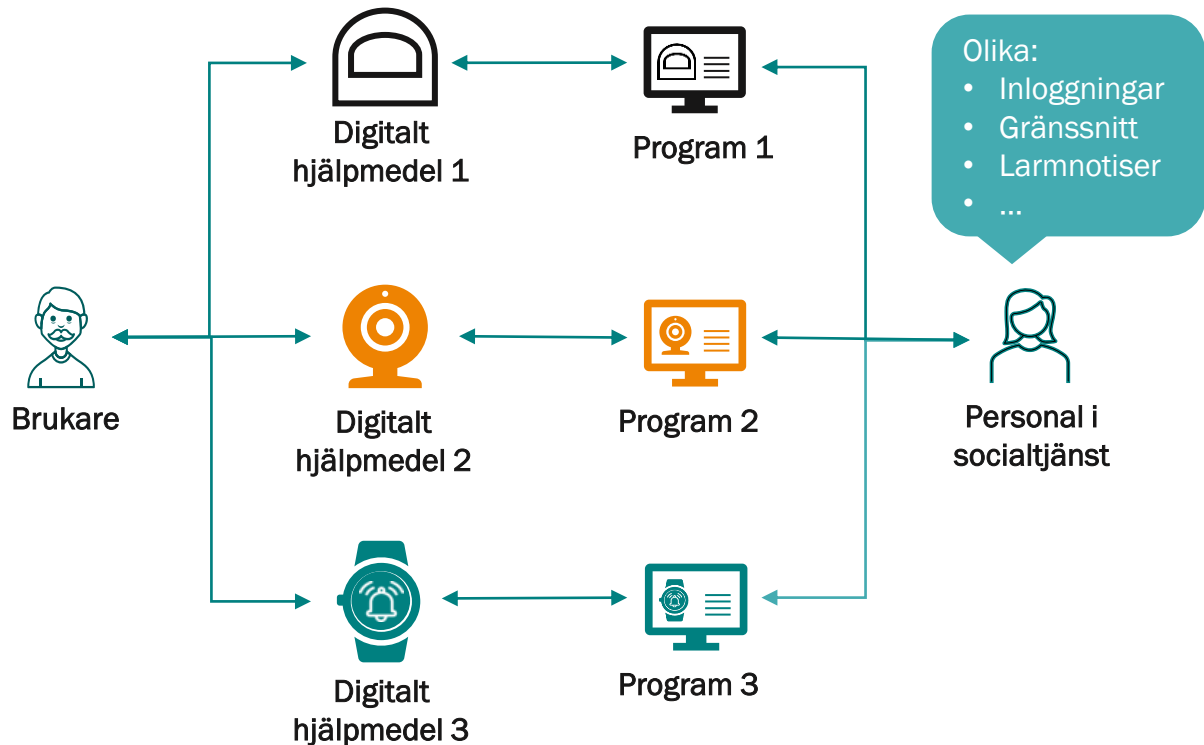 Olika:
• Inloggningar
• Gränssnitt
• Larmnotiser
• ...
Digitalt
hjälpmedel 1
Program 1
Brukare
Digitalt
hjälpmedel 2
Program 2
Personal i
socialtjänst
Digitalt
hjälpmedel 3
Program 3